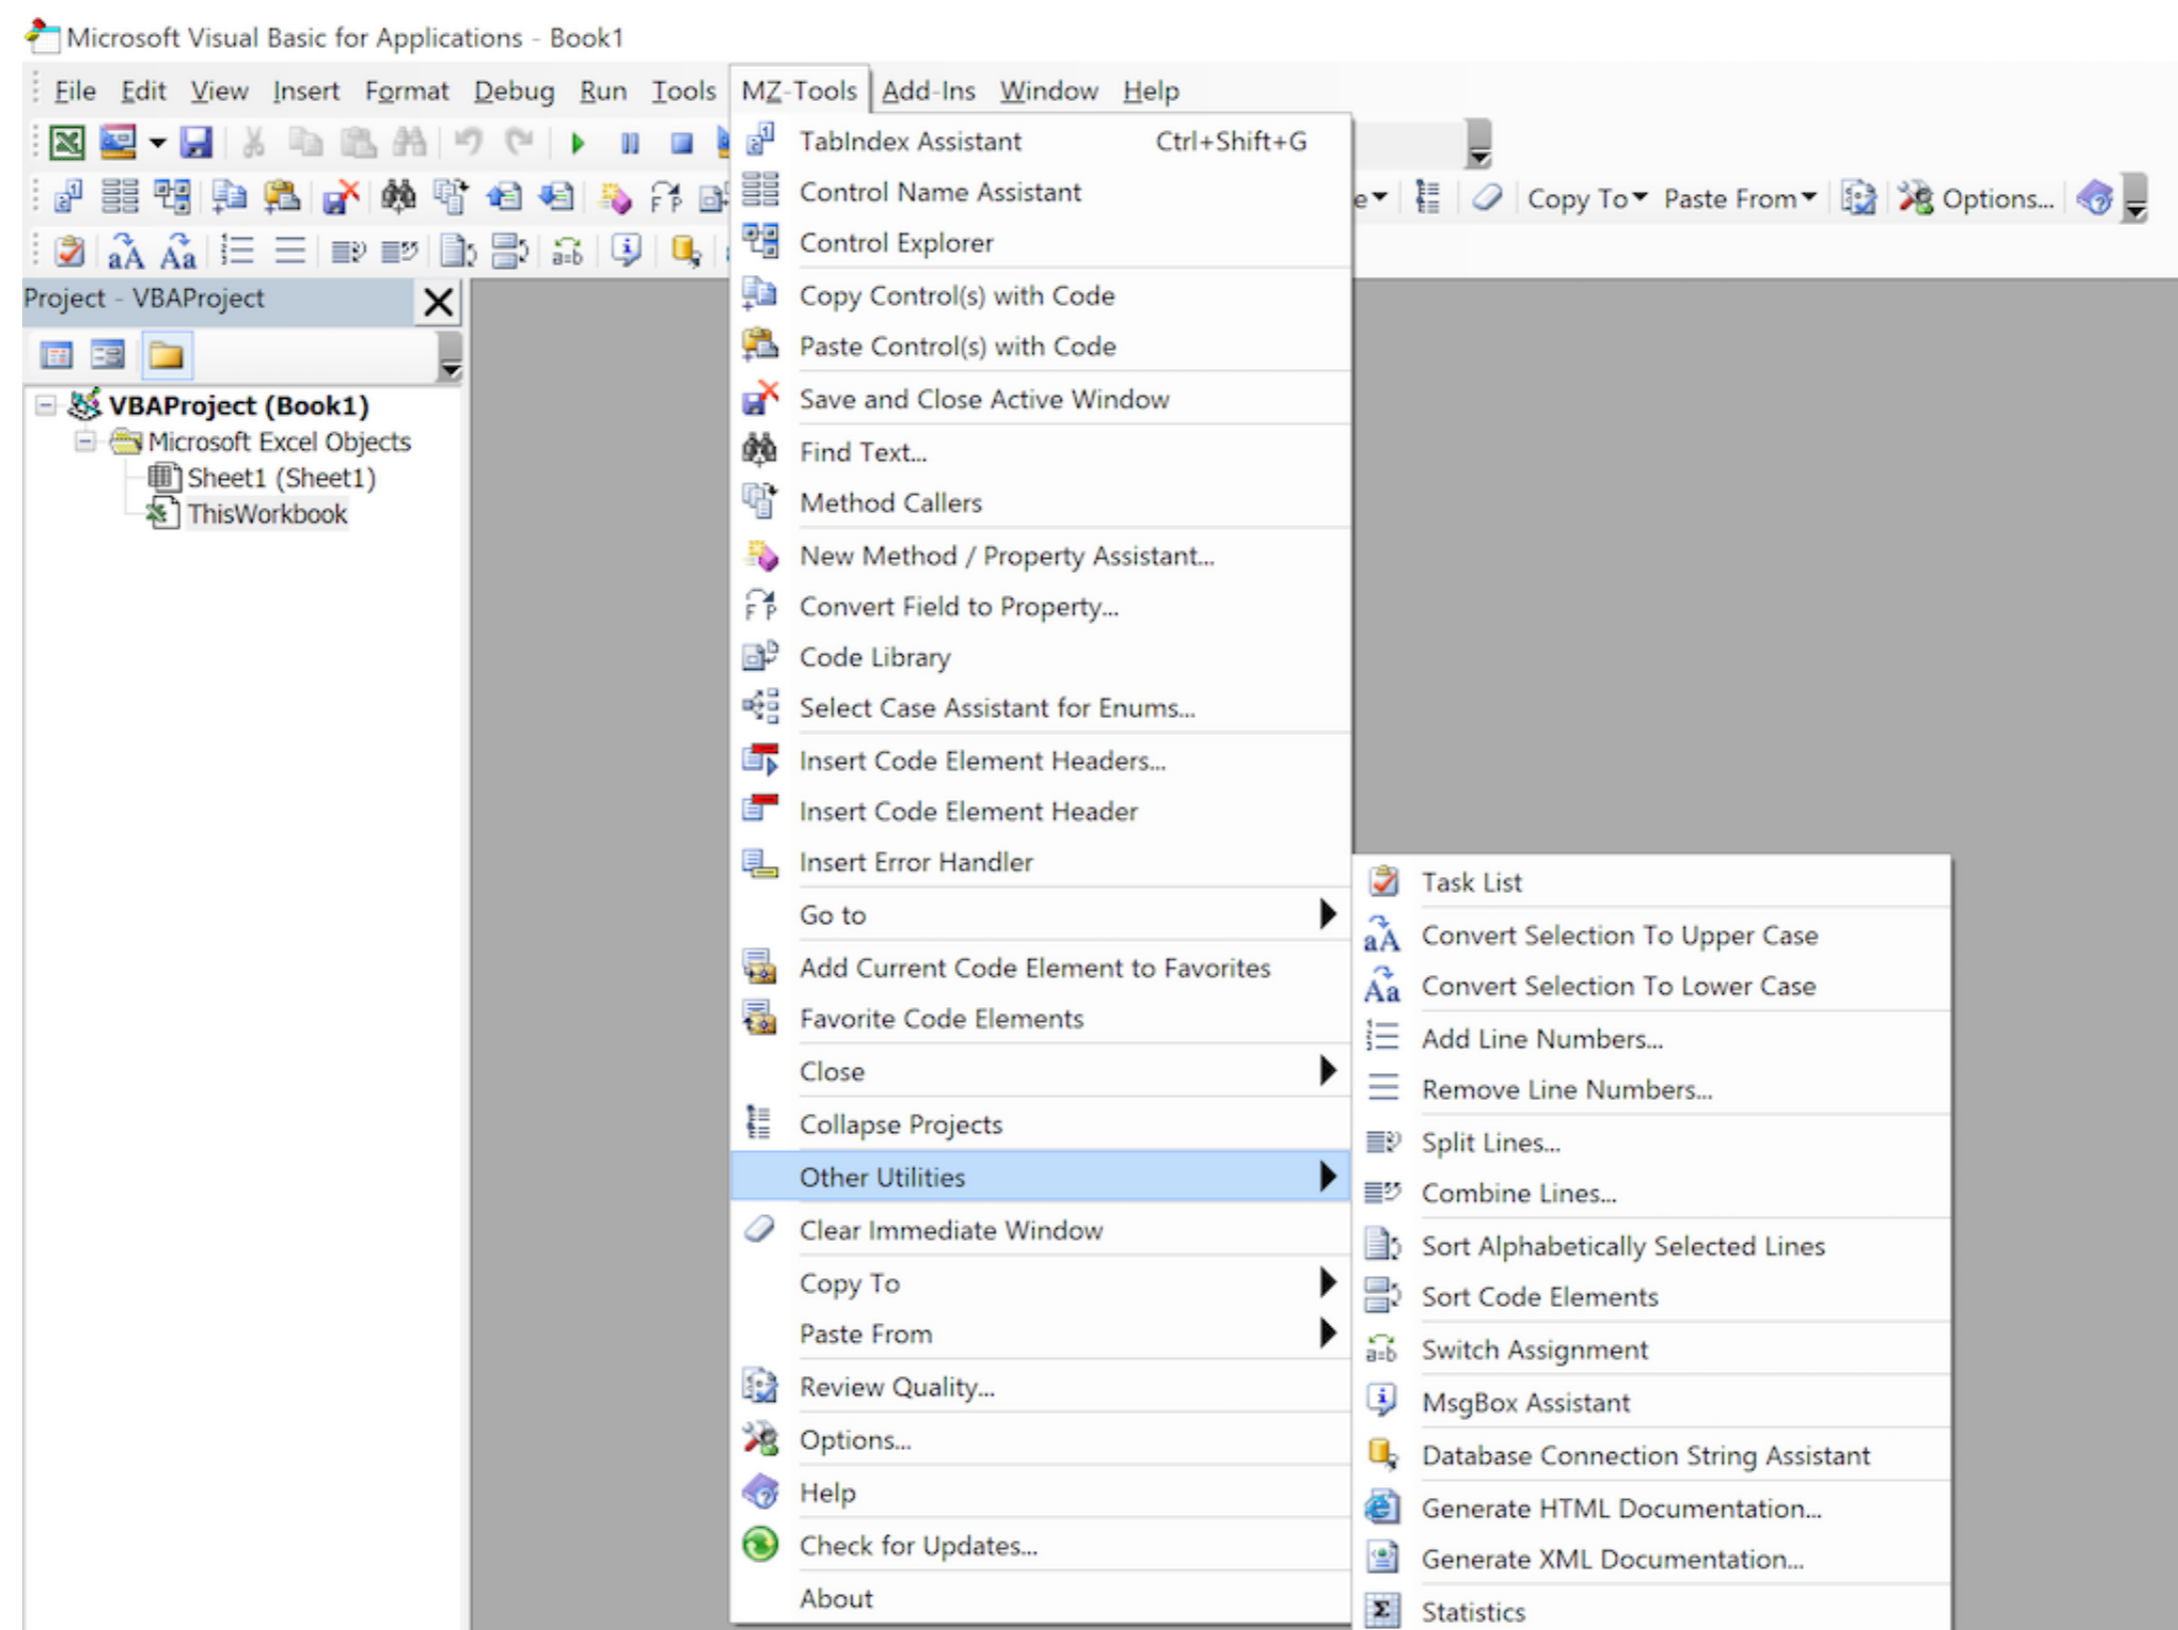 Microsoft Visual Basic for Applications - Book1
File Edit View Insert Format Debug Run Tools MZ-Tools Add-Ins Window Help
Copy To Paste From Options...
Project - VBAProject
VBAProject (Book1)
Microsoft Excel Objects
Sheet1 (Sheet1)
ThisWorkbook
TabIndex Assistant Ctrl+Shift+G
Control Name Assistant
Control Explorer
Copy Control(s) with Code
Paste Control(s) with Code
Save and Close Active Window
Find Text...
Method Callers
New Method / Property Assistant...
Convert Field to Property...
Code Library
Select Case Assistant for Enums...
Insert Code Element Headers...
Insert Code Element Header
Insert Error Handler
Go to
Add Current Code Element to Favorites
Favorite Code Elements
Close
Collapse Projects
Other Utilities
Clear Immediate Window
Copy To
Paste From
Review Quality...
Options...
Help
Check for Updates...
About
Task List
Convert Selection To Upper Case
Convert Selection To Lower Case
Add Line Numbers...
Remove Line Numbers...
Split Lines...
Combine Lines...
Sort Alphabetically Selected Lines
Sort Code Elements
Switch Assignment
MsgBox Assistant
Database Connection String Assistant
Generate HTML Documentation...
Generate XML Documentation...
Statistics